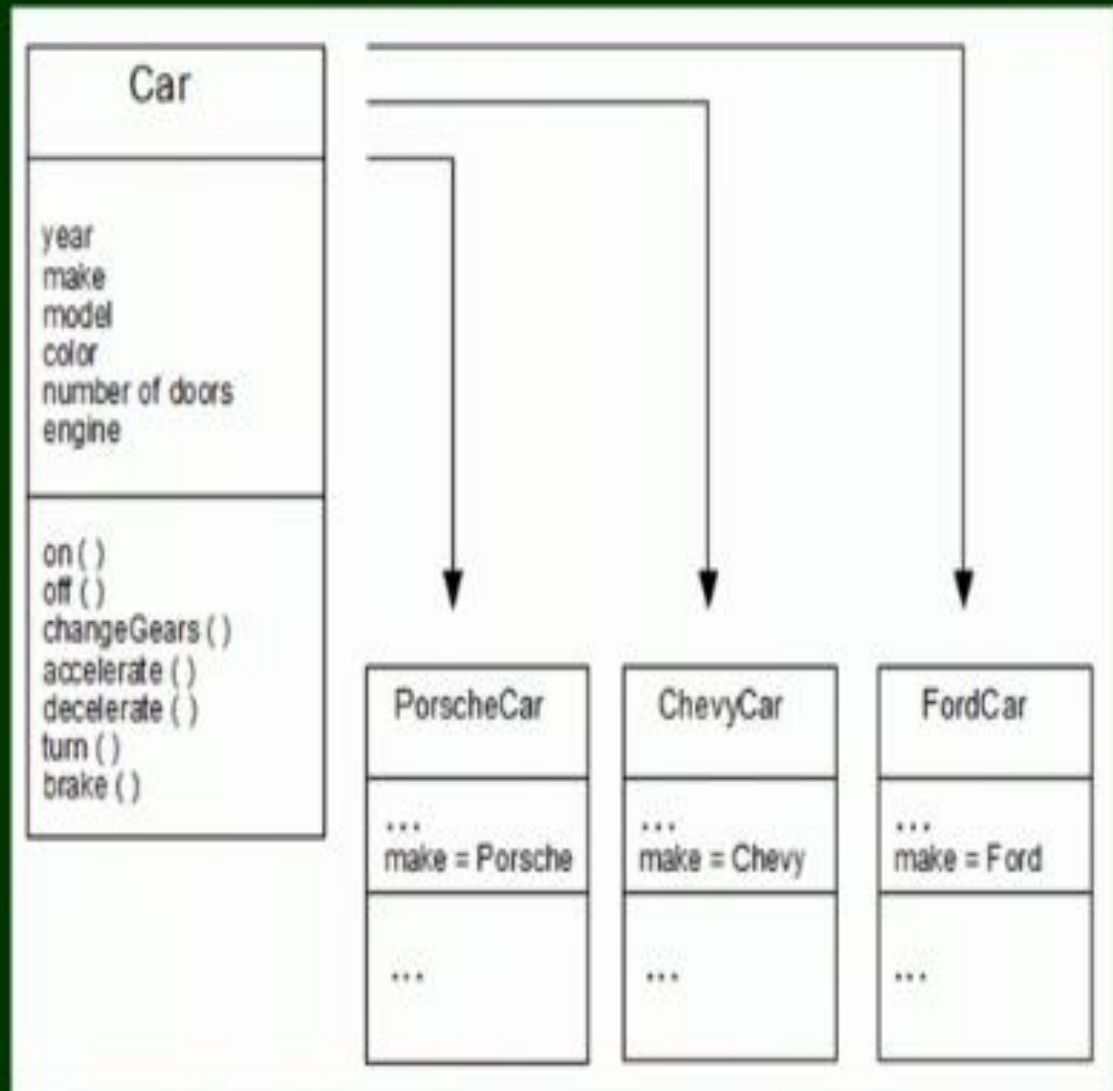 Car
year
make
model
color
number of doors
engine
on ( )
off ( )
changeGears ( )
accelerate ( )
decelerate ( )
turn ( )
brake ( )
PorscheCar
...
make = Porsche
...
ChevyCar
...
make = Chevy
...
FordCar
...
make = Ford
...